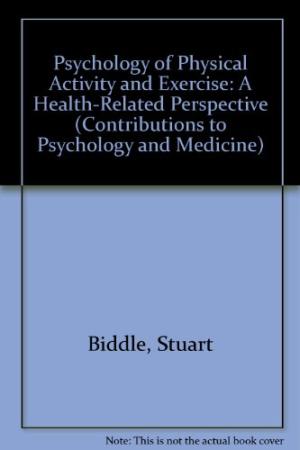 Psychology of Physical
Activity and Exercise: A
Health-Related Perspective
(Contributions to
Psychology and Medicine)
Biddle, Stuart
Note: This is not the actual book cover